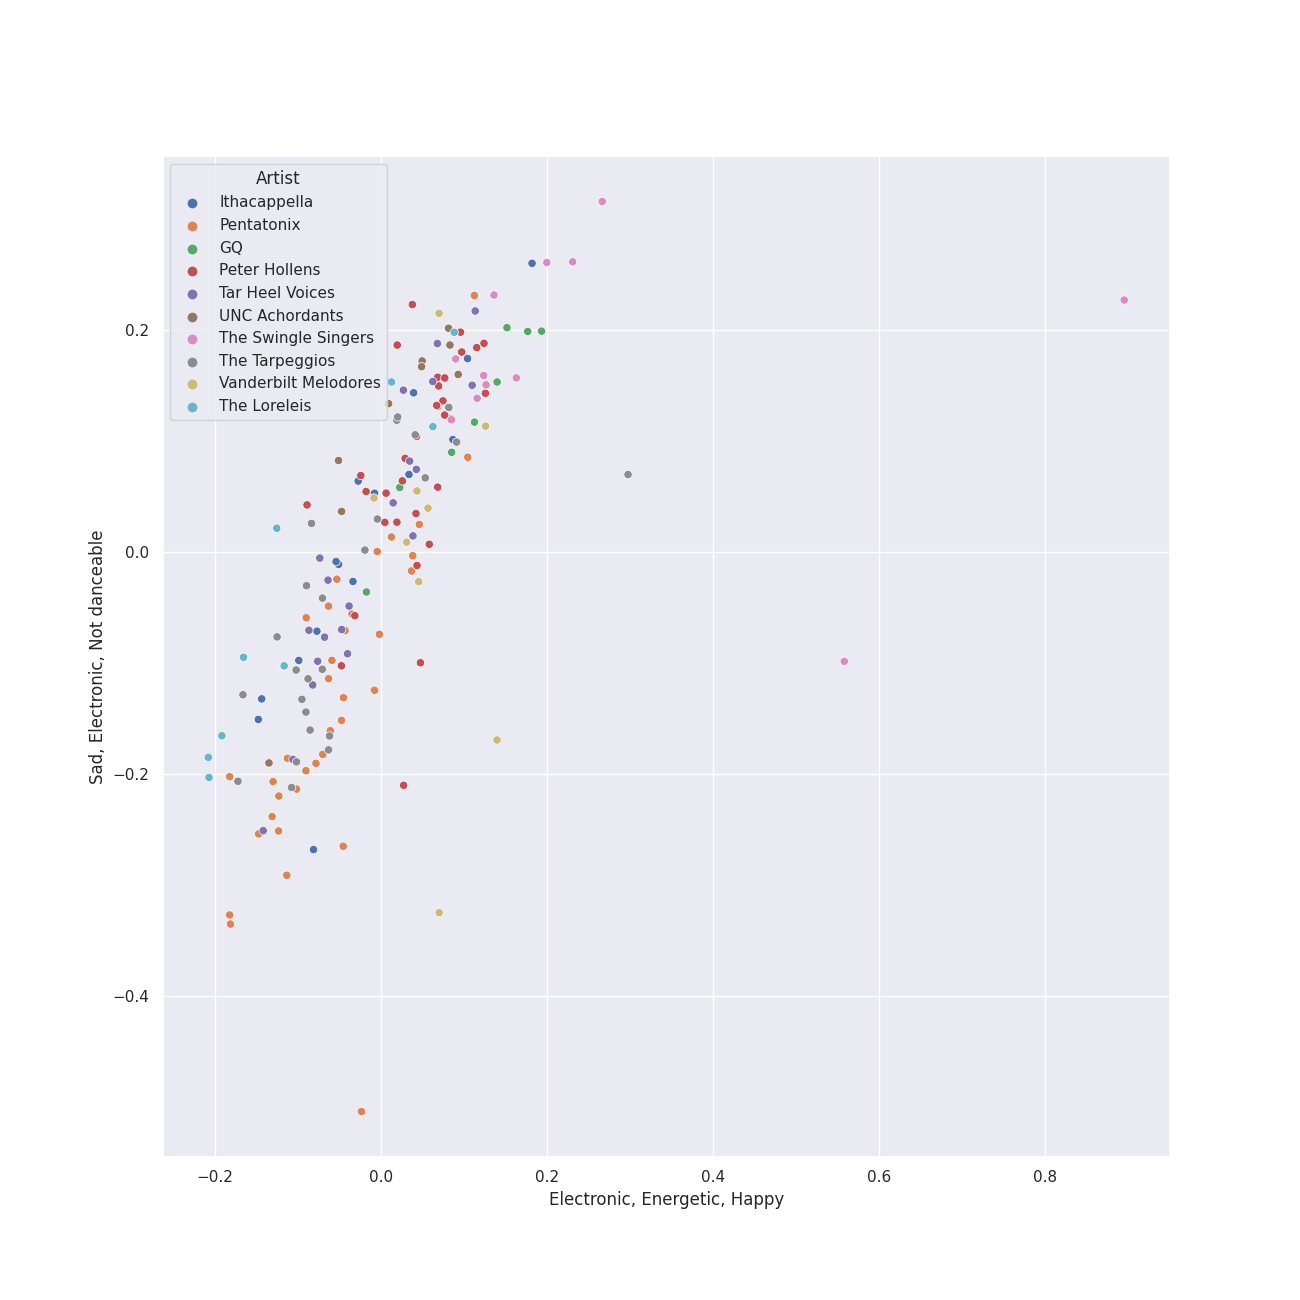 Artist
Ithacappella
Pentatonix
GQ
Peter Hollens
Tar Heel Voices
UNC Achordants
The Swingle Singers
The Tarpeggios
Vanderbilt Melodores
The Loreleis
0.2
0.0
−0.2
−0.4
Sad, Electronic, Not danceable
−0.2 0.0 0.2 0.4 0.6 0.8
Electronic, Energetic, Happy